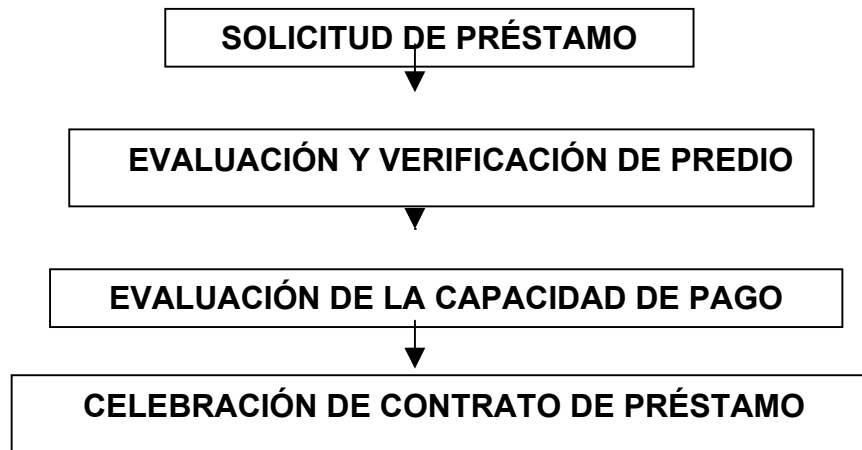 SOLICITUD DE PRÉSTAMO
EVALUACIÓN Y VERIFICACIÓN DE PREDIO
EVALUACIÓN DE LA CAPACIDAD DE PAGO
CELEBRACIÓN DE CONTRATO DE PRÉSTAMO